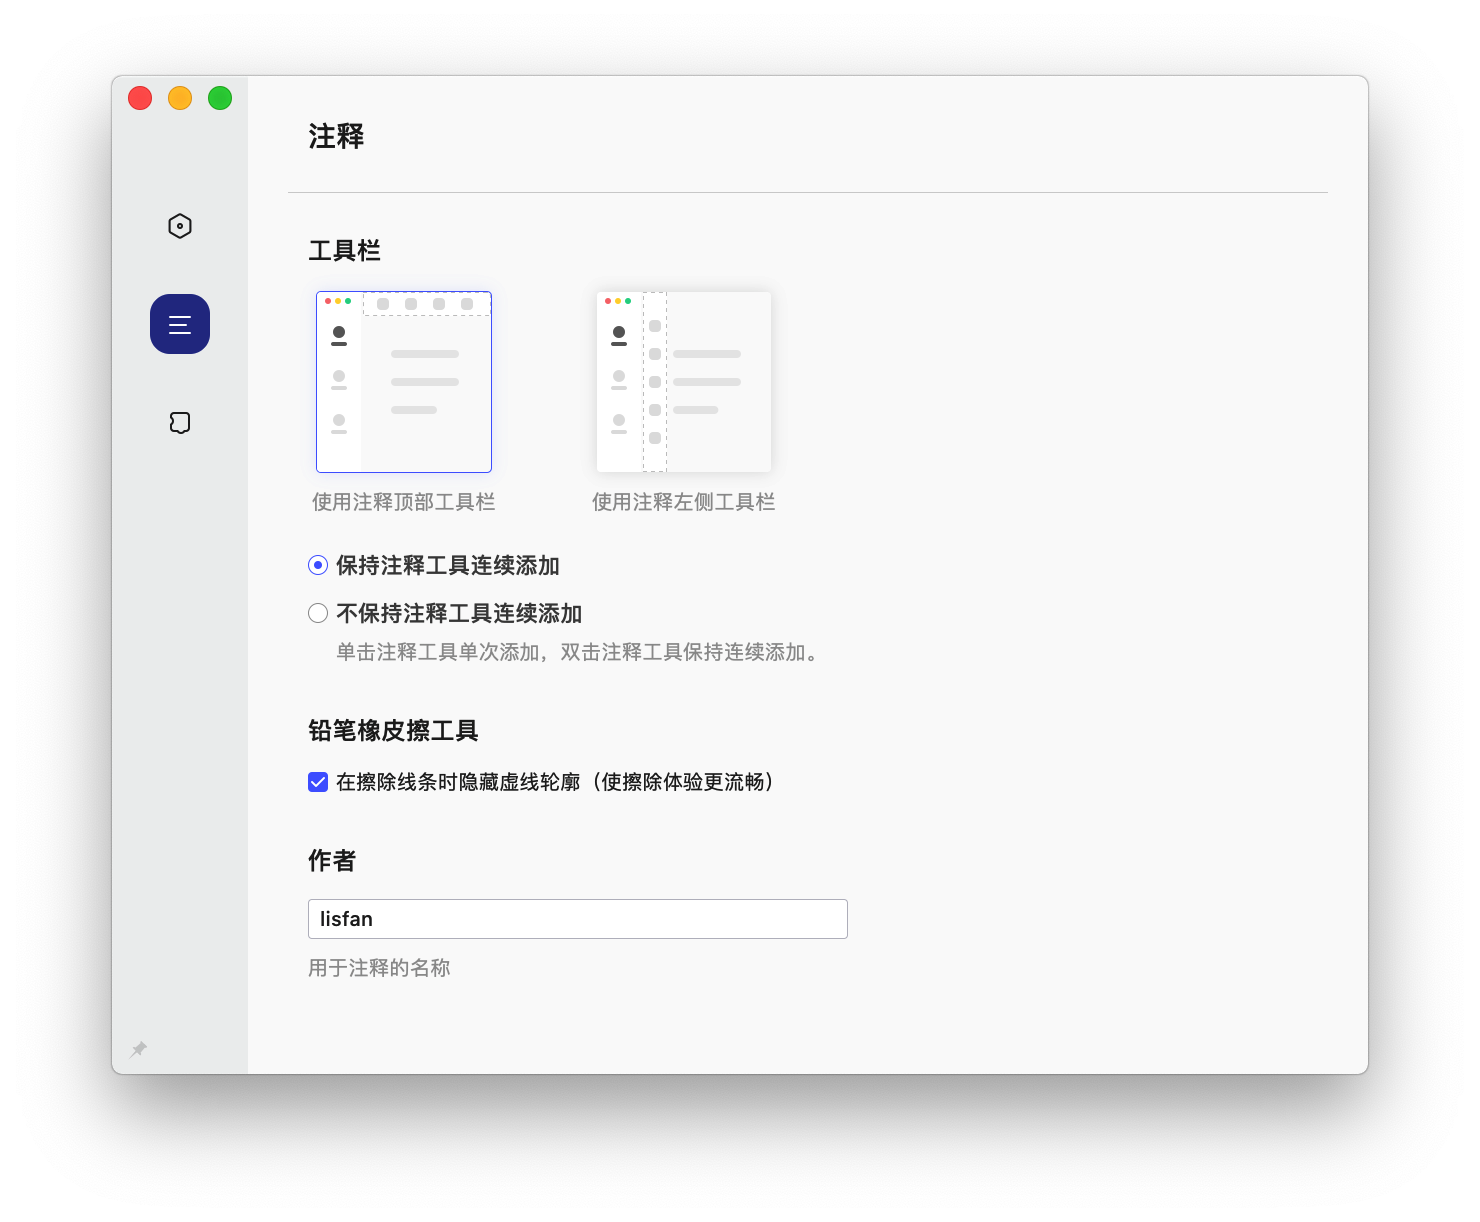 注释
工具栏
使用注释顶部工具栏
使用注释左侧工具栏
保持注释工具连续添加
不保持注释工具连续添加
单击注释工具单次添加，双击注释工具保持连续添加。
铅笔橡皮擦工具
在擦除线条时隐藏虚线轮廓（使擦除体验更流畅）
作者
lisfan
用于注释的名称